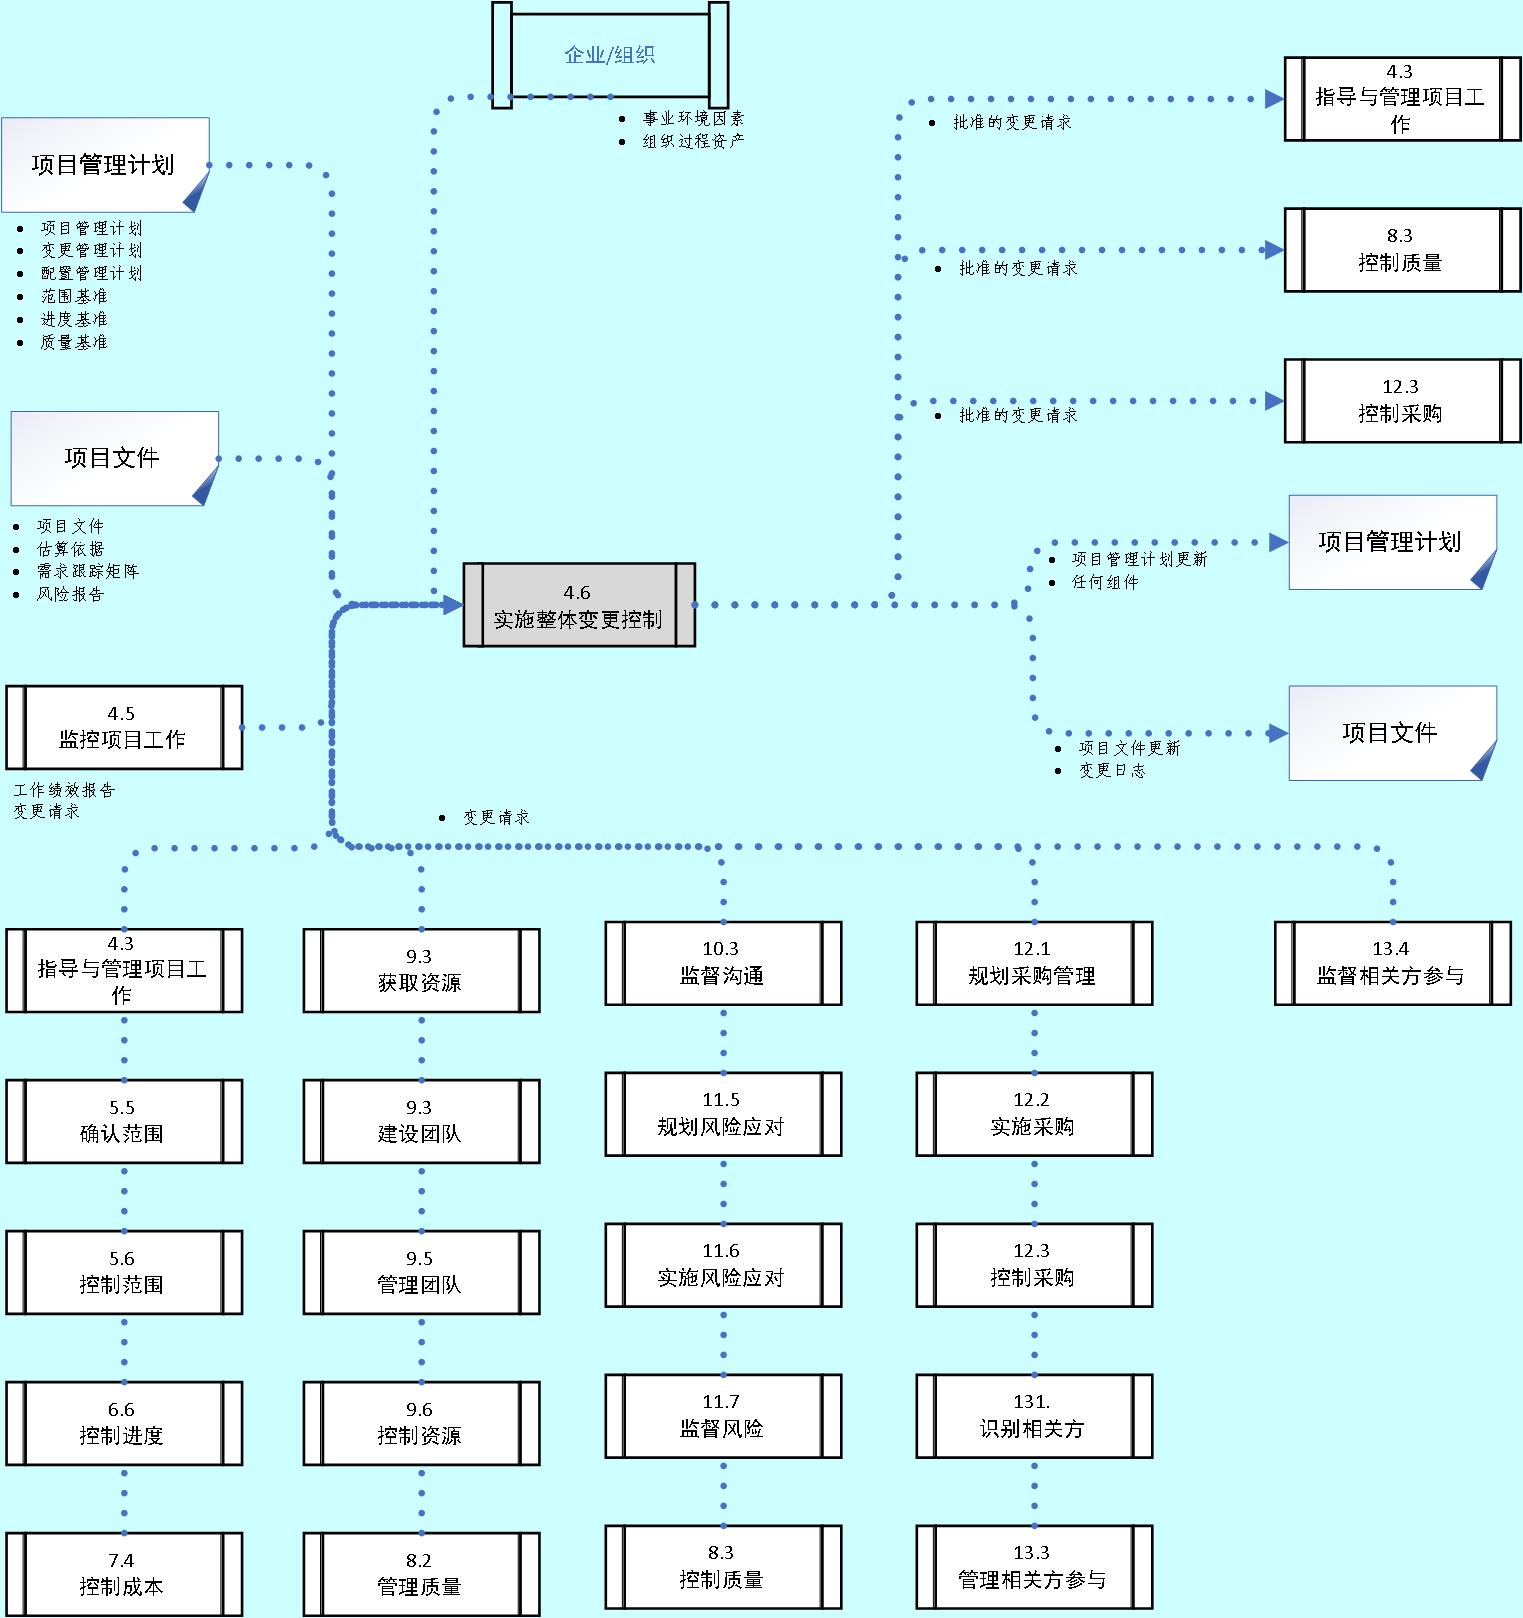 企业/组织
事业环境因素
组织过程资产
4.3
指导与管理项目工
作
批准的变更请求
项目管理计划
项目管理计划
变更管理计划
配置管理计划
范围基准
进度基准
质量基准
8.3
控制质量
批准的变更请求
12.3
控制采购
批准的变更请求
项目文件
项目文件
估算依据
需求跟踪矩阵
风险报告
4.6
实施整体变更控制
项目管理计划
项目管理计划更新
任何组件
项目文件
项目文件更新
变更日志
4.5
监控项目工作
工作绩效报告
变更请求
变更请求
4.3
指导与管理项目工
作
9.3
获取资源
10.3
监督沟通
12.1
规划采购管理
13.4
监督相关方参与
5.5
确认范围
9.3
建设团队
11.5
规划风险应对
12.2
实施采购
5.6
控制范围
9.5
管理团队
11.6
实施风险应对
12.3
控制采购
6.6
控制进度
9.6
控制资源
11.7
监督风险
131.
识别相关方
7.4
控制成本
8.2
管理质量
8.3
控制质量
13.3
管理相关方参与